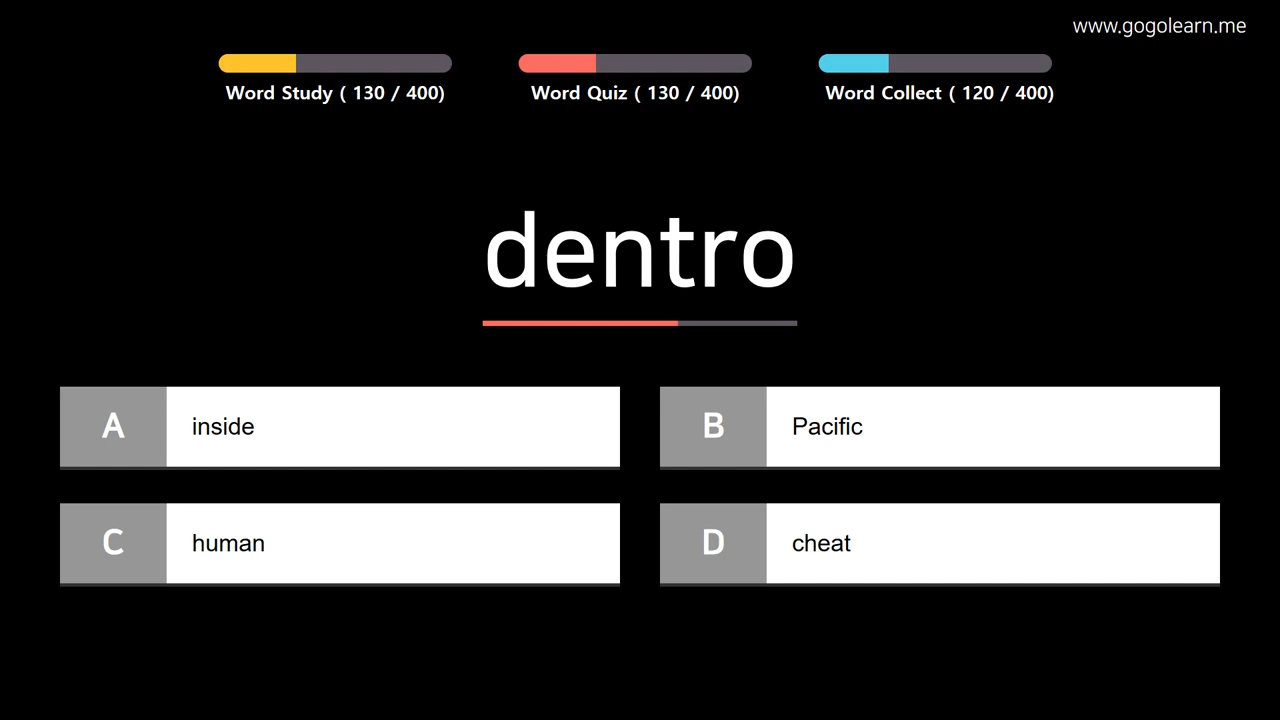 www.gogolearn.me
Word Study ( 130 / 400)
Word Quiz ( 130 / 400)
Word Collect ( 120 / 400)
dentro
A inside
B Pacific
C human
D cheat